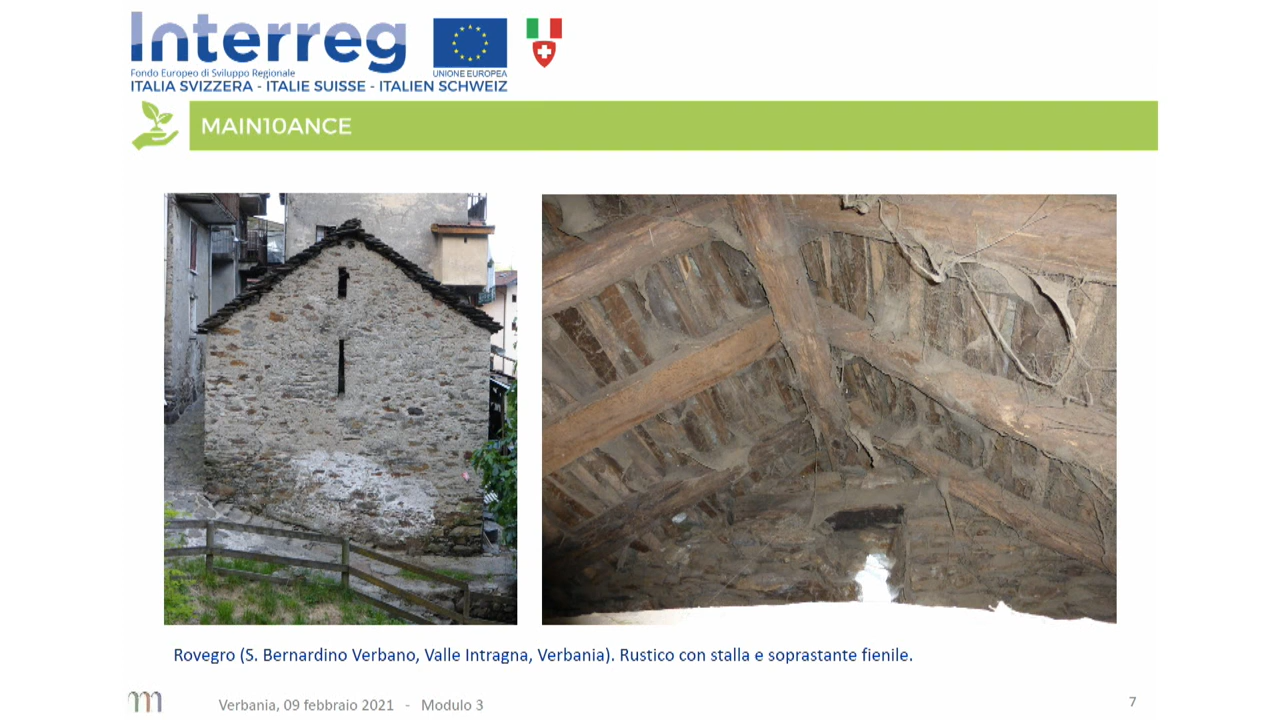 Interreg
Fondo Europeo di Sviluppo Regionale
UNIONE EUROPEA
ITALIA SVIZZERA - ITALIE SUISSE - ITALIEN SCHWEIZ
MAIN10ANCE
Rovegro (S. Bernardino Verbano, Valle Intragna, Verbania). Rustico con stalla e soprastante fienile.
m
Verbania, 09 febbraio 2021 - Modulo 3
7